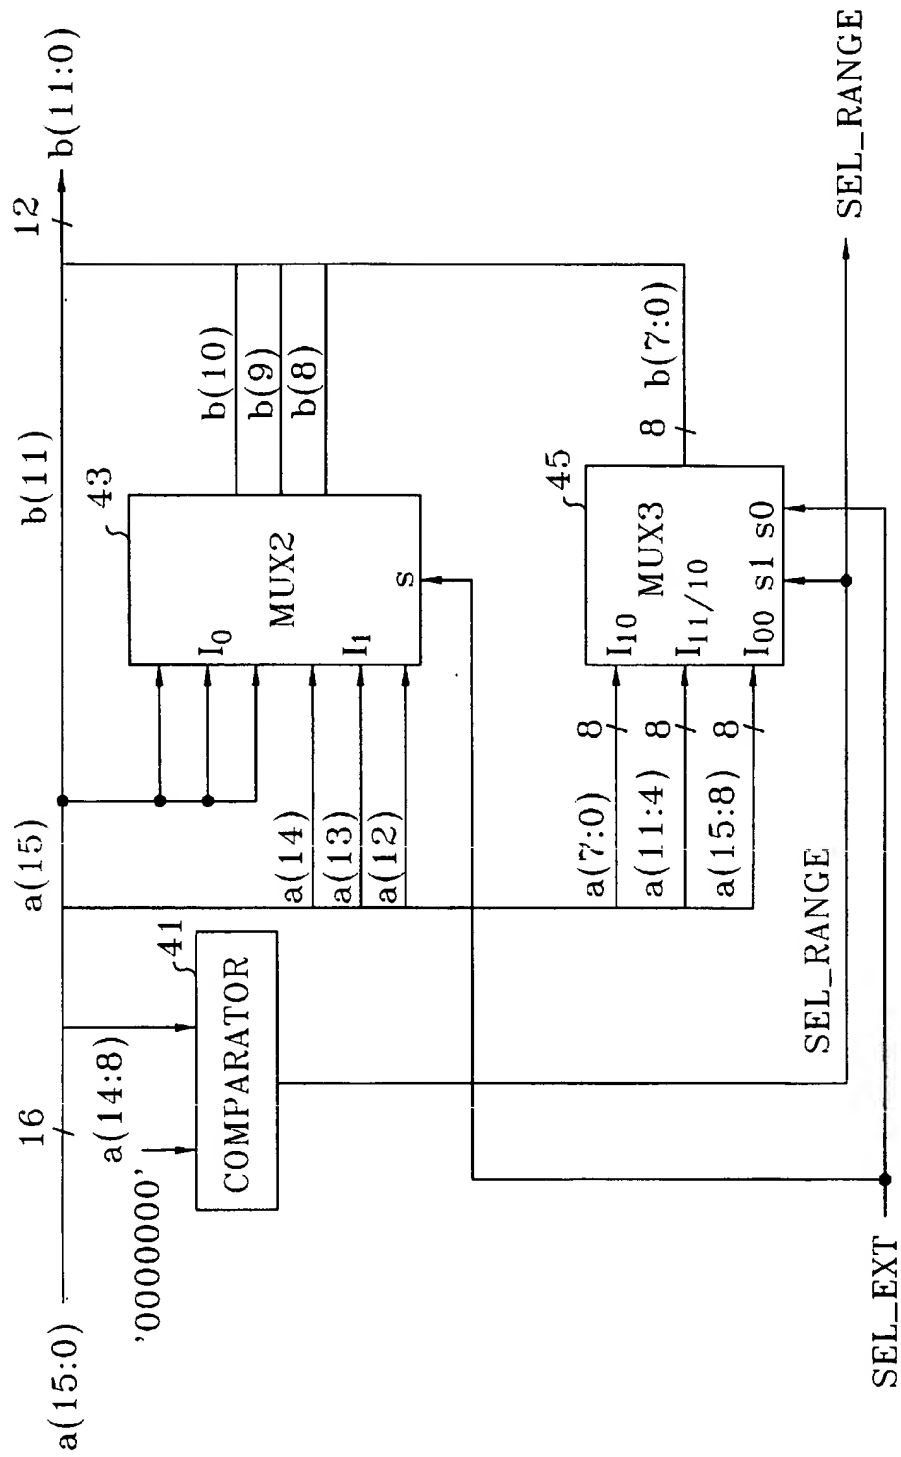 a(15:0)
16
a(15)
b(11)
12
b(11:0)
a(14:8)
'0000000'
41
COMPARATOR
43
I0
MUX2
I1
s
a(14)
a(13)
a(12)
b(10)
b(9)
b(8)
45
I10
MUX3
I11/10
I00 s1 s0
a(7:0)
8
a(11:4)
8
a(15:8)
8
8
b(7:0)
SEL_RANGE
SEL_RANGE
SEL_EXT